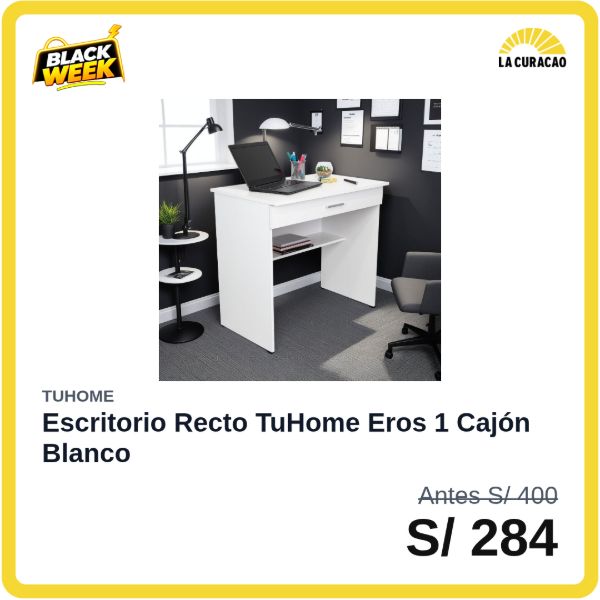 BLACK
WEEK
LA CURACAO
TUHOME
Escritorio Recto TuHome Eros 1 Cajón
Blanco
Antes S/ 400
S/ 284